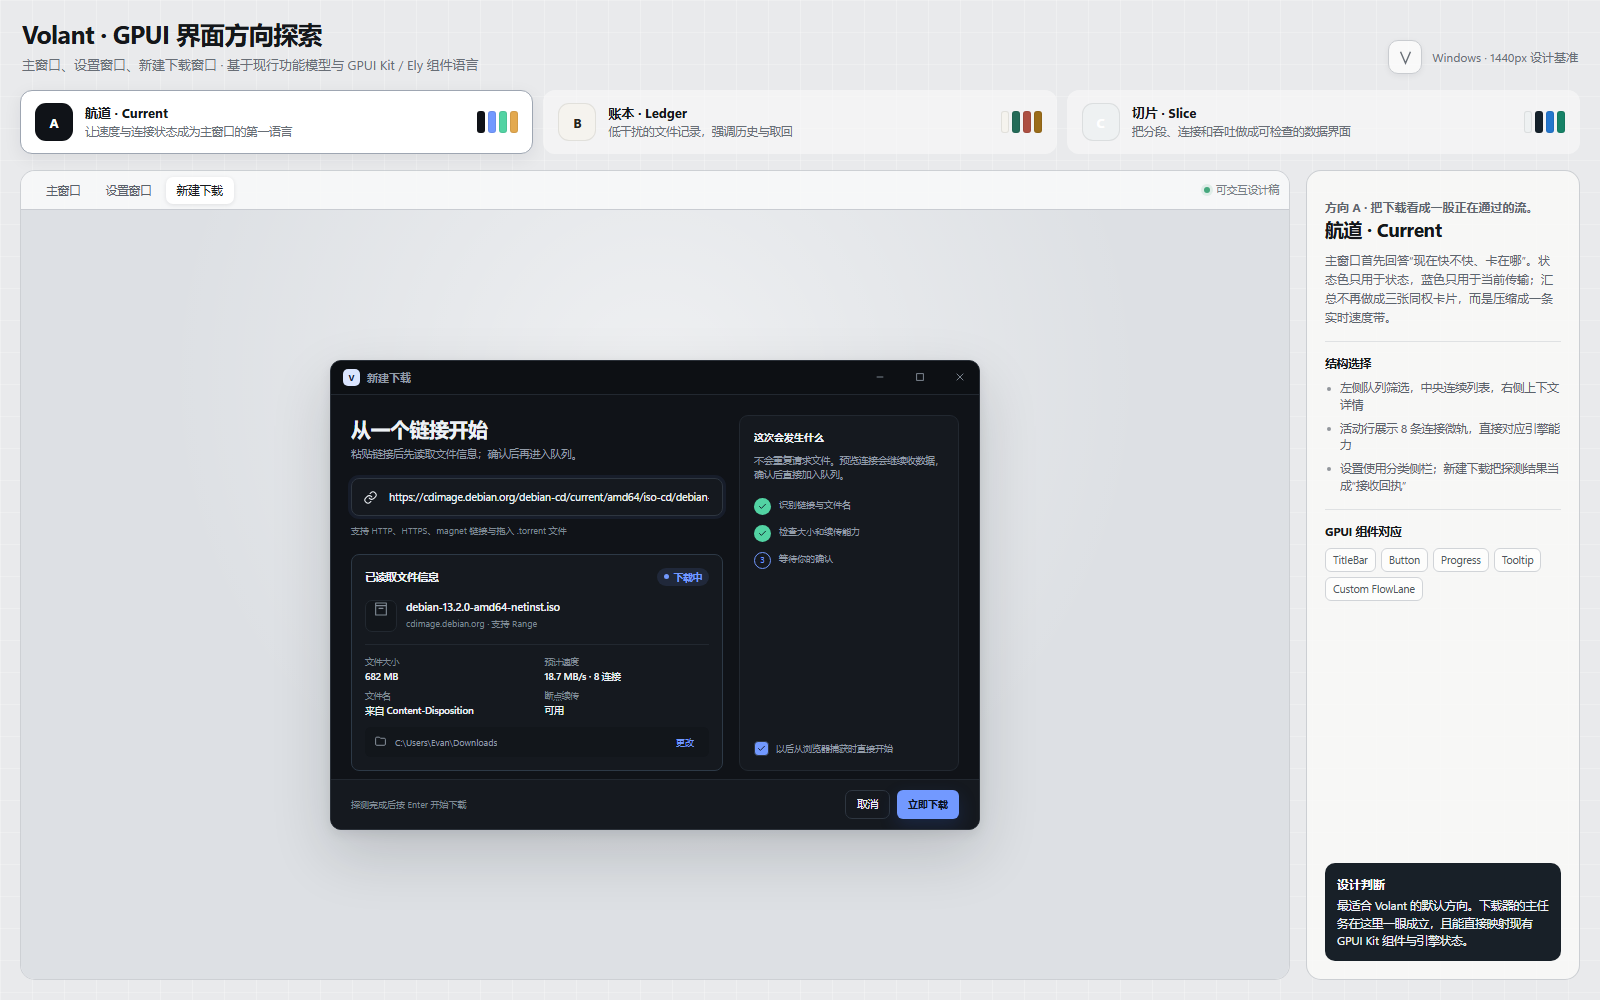 Volant · GPUI 界面方向探索
主窗口、设置窗口、新建下载窗口 · 基于现行功能模型与 GPUI Kit / Ely 组件语言
V
Windows · 1440px 设计基准
A
航道 · Current
让速度与连接状态成为主窗口的第一语言
B
账本 · Ledger
低干扰的文件记录，强调历史与取回
C
切片 · Slice
把分段、连接和吞吐做成可检查的数据界面
主窗口
设置窗口
新建下载
可交互设计稿
V
新建下载
从一个链接开始
粘贴链接后先读取文件信息；确认后再进入队列。
https://cdimage.debian.org/debian-cd/current/amd64/iso-cd/debian-
支持 HTTP、HTTPS、magnet 链接与拖入 .torrent 文件
已读取文件信息
下载中
debian-13.2.0-amd64-netinst.iso
cdimage.debian.org · 支持 Range
文件大小
682 MB
预计速度
18.7 MB/s · 8 连接
文件名
来自 Content-Disposition
断点续传
可用
C:\Users\Evan\Downloads
更改
这次会发生什么
不会重复请求文件。预览连接会继续收数据，
确认后直接加入队列。
识别链接与文件名
检查大小和续传能力
3
等待你的确认
以后从浏览器捕获时直接开始
探测完成后按 Enter 开始下载
取消
立即下载
方向 A · 把下载看成一股正在通过的流。
航道 · Current
主窗口首先回答“现在快不快、卡在哪”。状
态色只用于状态，蓝色只用于当前传输；汇
总不再做成三张同权卡片，而是压缩成一条
实时速度带。
结构选择
左侧队列筛选，中央连续列表，右侧上下文
详情
活动行展示 8 条连接微轨，直接对应引擎能
力
设置使用分类侧栏；新建下载把探测结果当
成“接收回执”
GPUI 组件对应
TitleBar
Button
Progress
Tooltip
Custom FlowLane
设计判断
最适合 Volant 的默认方向。下载器的主任
务在这里一眼成立，且能直接映射现有
GPUI Kit 组件与引擎状态。